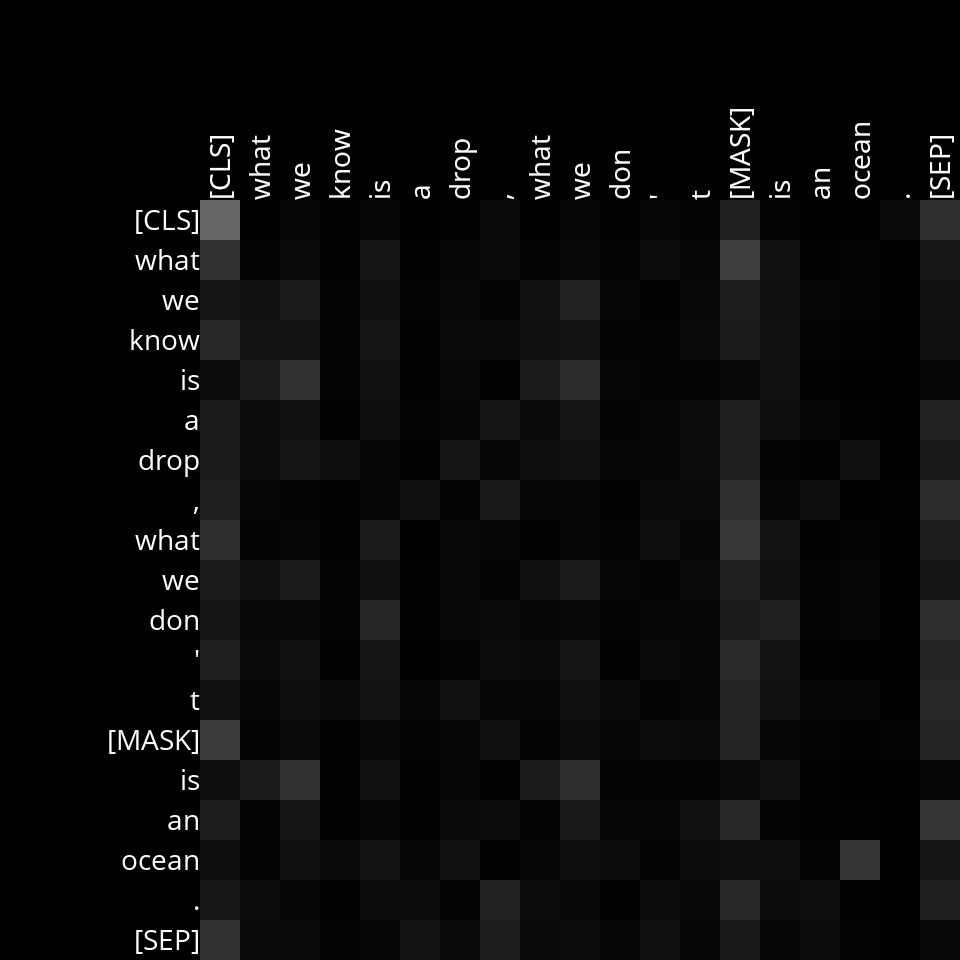 [CLS] what we know is a drop , what we don ' t [MASK] is an ocean . [SEP]
[CLS]
what
we
know
is
a
drop
,
what
we
don
'
t
[MASK]
is
an
ocean
.
[SEP]